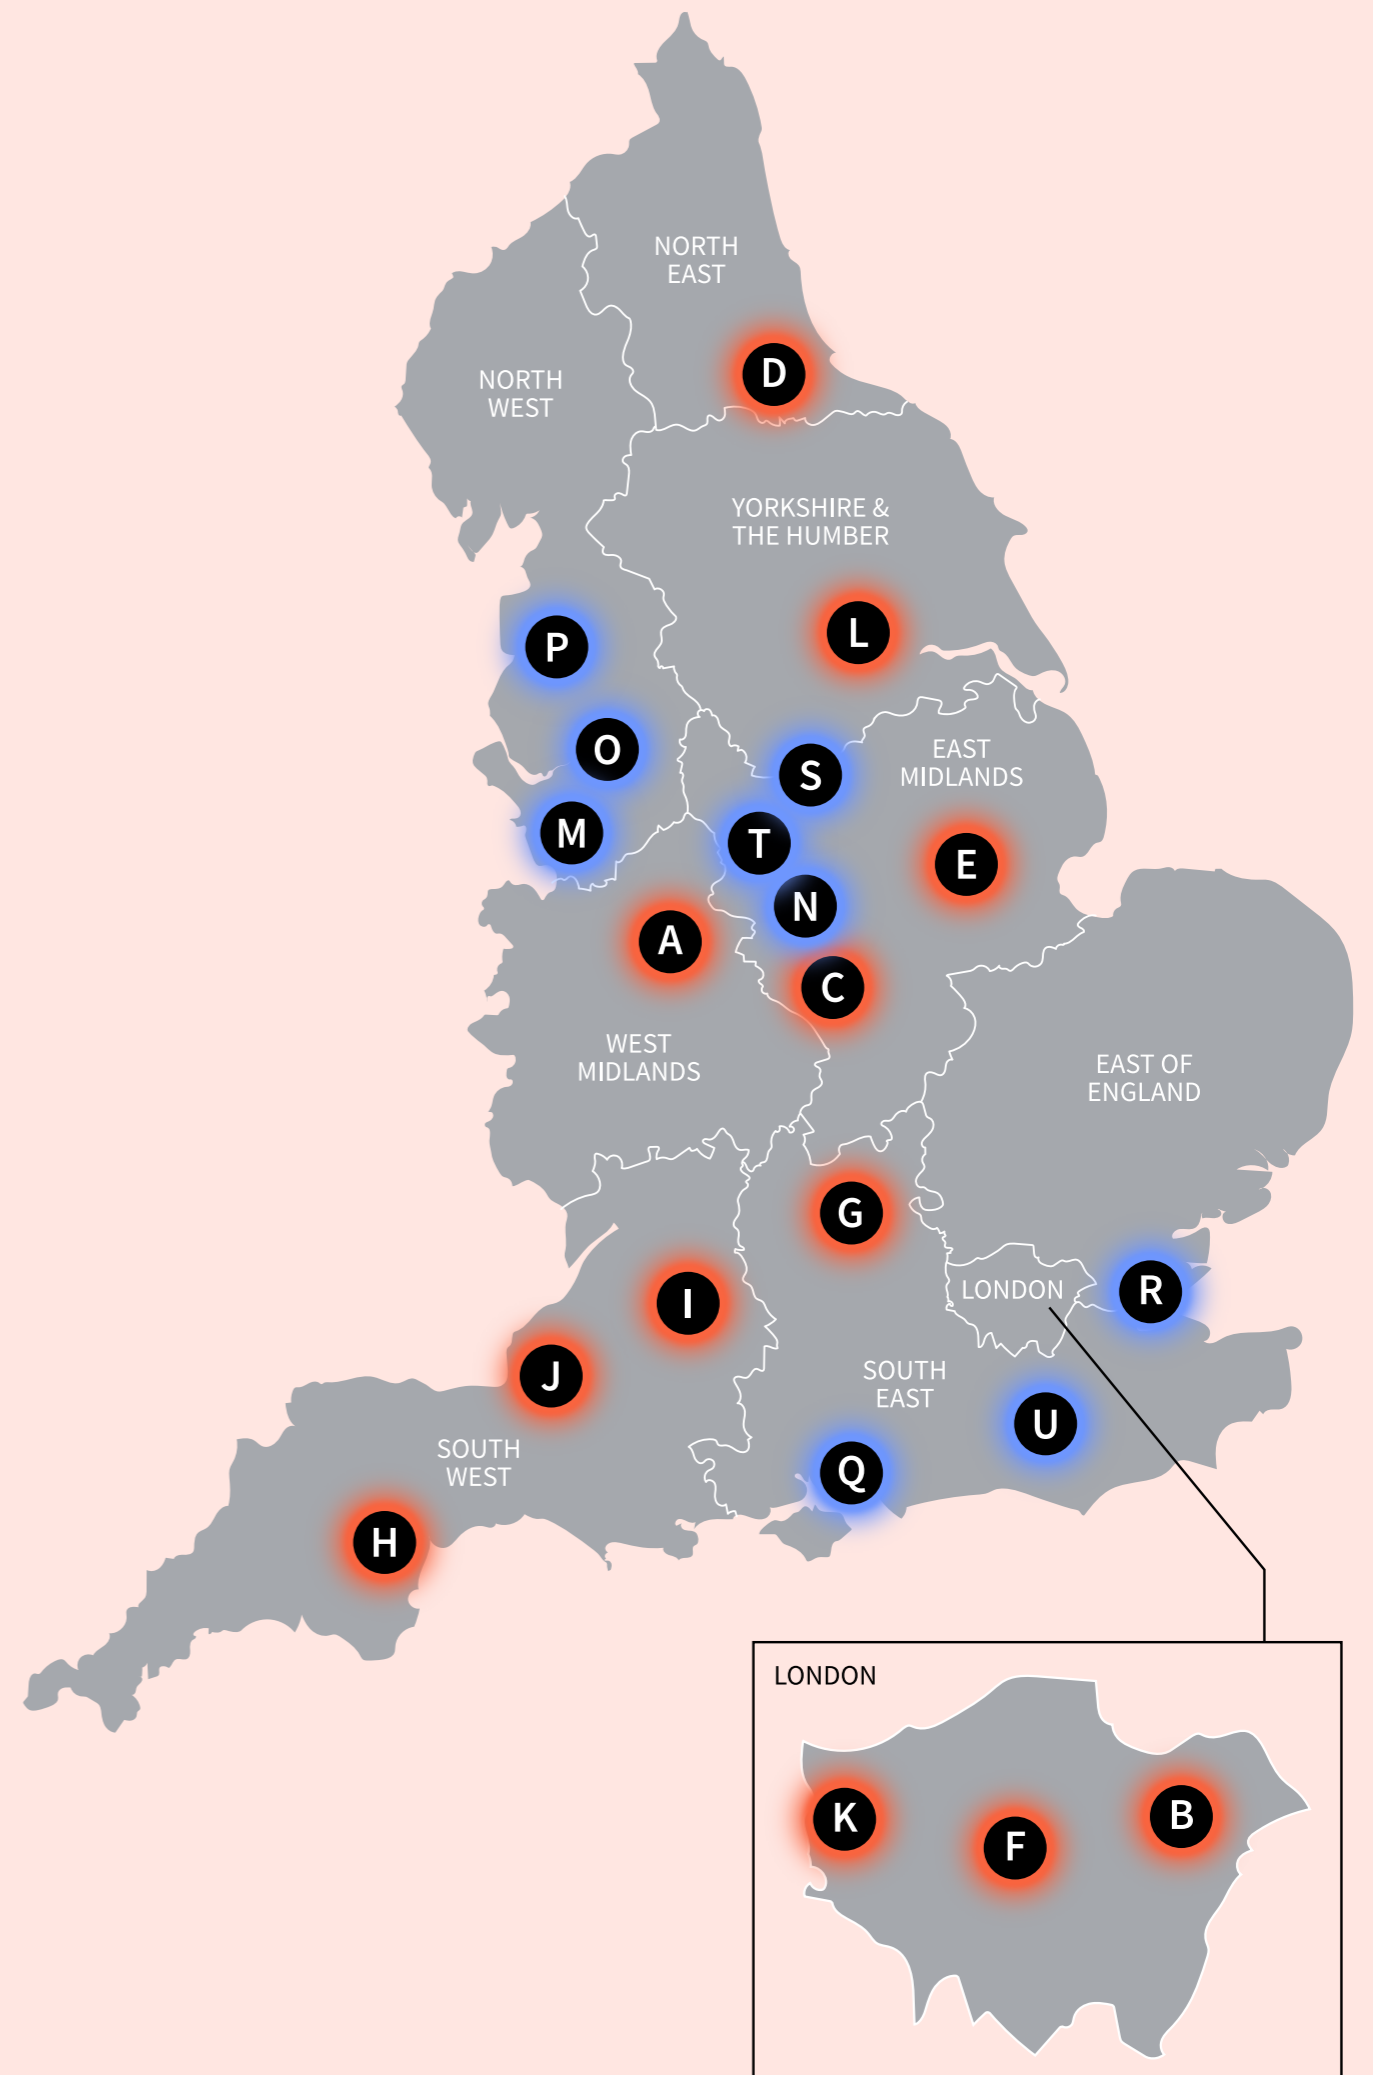 NORTH
EAST
D
NORTH
WEST
YORKSHIRE &
THE HUMBER
L
P
O
S
EAST
MIDLANDS
M
T
E
N
A
C
WEST
MIDLANDS
EAST OF
ENGLAND
G
I
LONDON
R
J
SOUTH
EAST
U
SOUTH
WEST
Q
H
LONDON
K
F
B